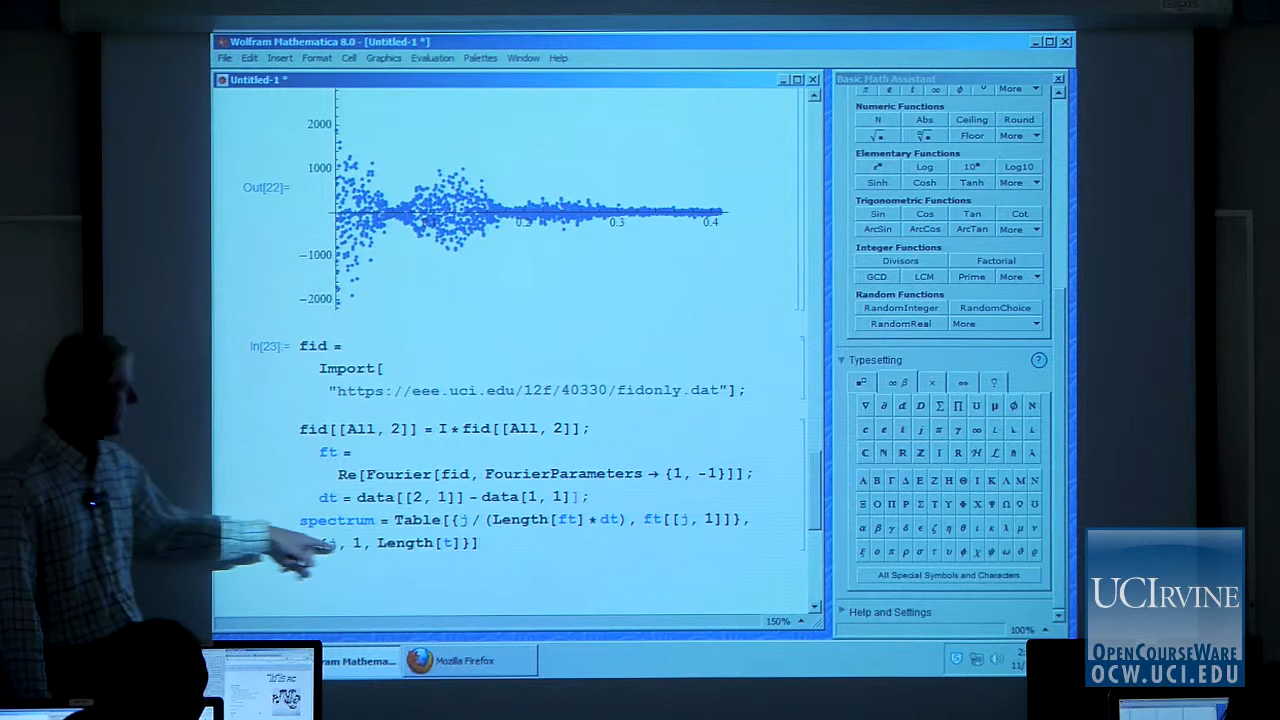 Wolfram Mathematica 8.0 - [Untitled-1 *]
File Edit Insert Format Cell Graphics Evaluation Palettes Window Help
Untitled-1 *
2000
1000
Out[22]=
0.3
0.4
-1000
-2000
In[23]:= fid =
Import[
"https://eee.uci.edu/12f/40330/fidonly.dat"];
fid[[All, 2]] = I*fid[[All, 2]];
ft =
Re[Fourier[fid, FourierParameters → {1, -1}]];
dt = data[[2, 1]] - data[1, 1]];
spectrum = Table[{j/(Length[ft]*dt), ft[[j, 1]]},
, 1, Length[t]}]
150%
Basic Math Assistant
π e i ∞ ϕ More
Numeric Functions
N Abs Ceiling Round
Floor More
Elementary Functions
Log Log10
Sinh Cosh Tanh More
Trigonometric Functions
Sin Cos Tan Cot
ArcSin ArcCos ArcTan More
Integer Functions
Divisors Factorial
GCD LCM Prime More
Random Functions
RandomInteger RandomChoice
RandomReal More
Typesetting
?
∞ β
Α Β Γ Δ Ε Ζ Η Θ Ι Κ Λ Μ Ν
α β γ δ ε ζ η θ ι κ λ μ ν
All Special Symbols and Characters
Help and Settings
100%
ram Mathema...
Mozilla Firefox
UCIRVINE
OPENCOURSEWARE
OCW.UCI.EDU